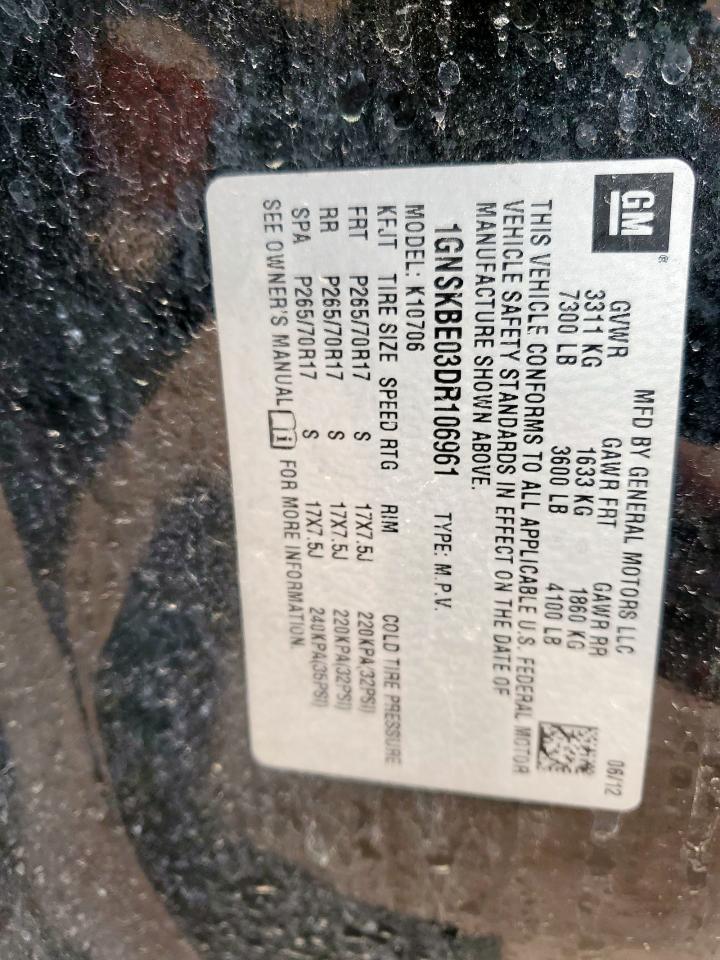 GM®
MFD BY GENERAL MOTORS LLC 06/12
GVWR GAWR FRT GAWR RR
3311 KG 1633 KG 1860 KG
7300 LB 3600 LB 4100 LB
THIS VEHICLE CONFORMS TO ALL APPLICABLE U.S. FEDERAL MOTOR
VEHICLE SAFETY STANDARDS IN EFFECT ON THE DATE OF
MANUFACTURE SHOWN ABOVE.
1GNSKBE03DR106961 TYPE: M.P.V.
MODEL: K10706
KFJT TIRE SIZE SPEED RTG RIM COLD TIRE PRESSURE
FRT P265/70R17 S 17X7.5J 220KPA(32PSI)
RR P265/70R17 S 17X7.5J 220KPA(32PSI)
SPA P265/70R17 S 17X7.5J 240KPA(35PSI)
SEE OWNER'S MANUAL FOR MORE INFORMATION.